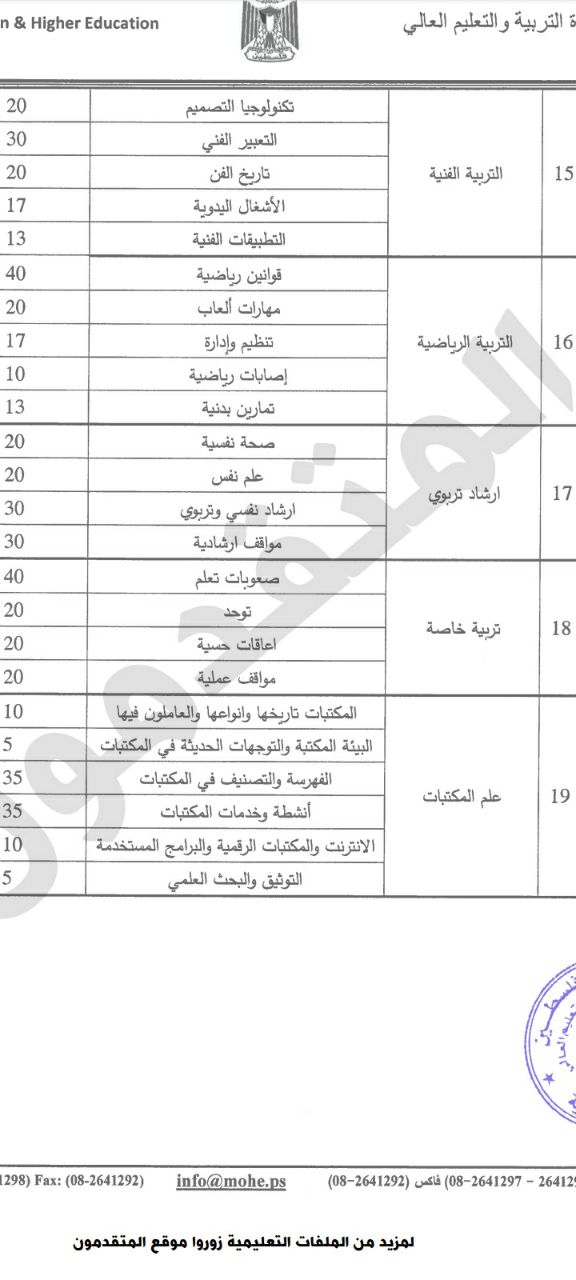 ة التربية والتعليم العالي
n & Higher Education
فلسطين
15 التربية الفنية
تكنولوجيا التصميم 20
التعبير الفني 30
تاريخ الفن 20
الأشغال اليدوية 17
التطبيقات الفنية 13
16 التربية الرياضية
قوانين رياضية 40
مهارات ألعاب 20
تنظيم وإدارة 17
إصابات رياضية 10
تمارين بدنية 13
17 ارشاد تربوي
صحة نفسية 20
علم نفس 20
ارشاد نفسي وتربوي 30
مواقف ارشادية 30
18 تربية خاصة
صعوبات تعلم 40
توحد 20
اعاقات حسية 20
مواقف عملية 20
19 علم المكتبات
المكتبات تاريخها وانواعها والعاملون فيها 10
البيئة المكتبة والتوجهات الحديثة في المكتبات 5
الفهرسة والتصنيف في المكتبات 35
أنشطة وخدمات المكتبات 35
الانترنت والمكتبات الرقمية والبرامج المستخدمة 10
التوثيق والبحث العلمي 5
المتقدمون
فلسطين
1298) Fax: (08-2641292) info@mohe.ps (08-2641297 - 26412 فاكس (08-2641292)
لمزيد من الملفات التعليمية زوروا موقع المتقدمون